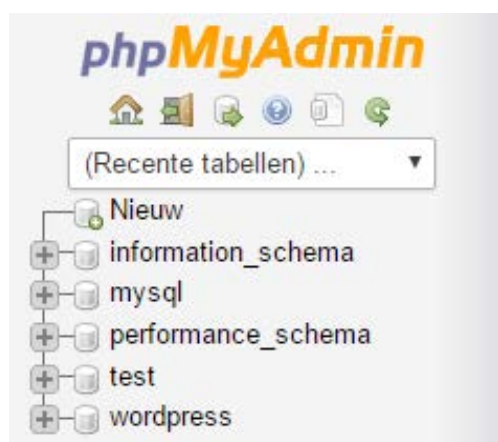 phpMyAdmin
(Recente tabellen) ...
Nieuw
information_schema
mysql
performance_schema
test
wordpress